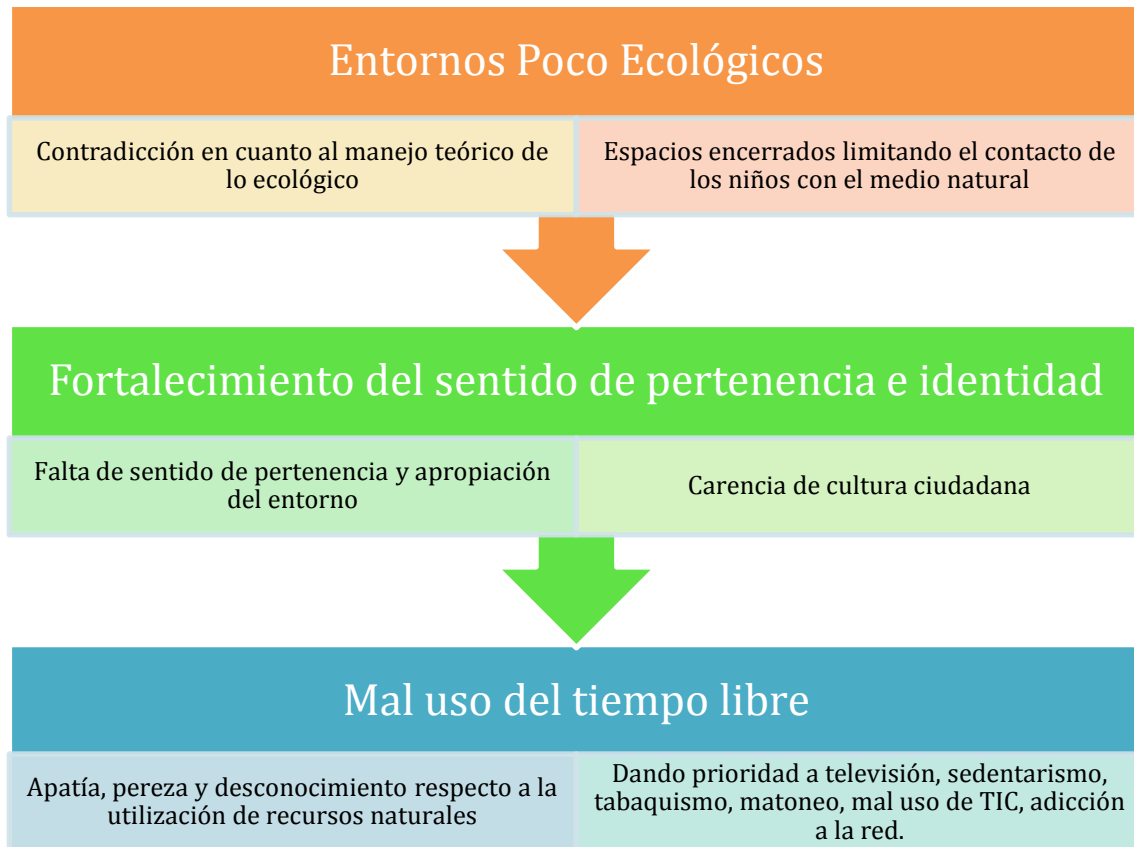 Entornos Poco Ecológicos
Contradicción en cuanto al manejo teórico de
lo ecológico
Espacios encerrados limitando el contacto de
los niños con el medio natural
Fortalecimiento del sentido de pertenencia e identidad
Falta de sentido de pertenencia y apropiación
del entorno
Carencia de cultura ciudadana
Mal uso del tiempo libre
Apatía, pereza y desconocimiento respecto a la
utilización de recursos naturales
Dando prioridad a televisión, sedentarismo,
tabaquismo, matoneo, mal uso de TIC, adicción
a la red.